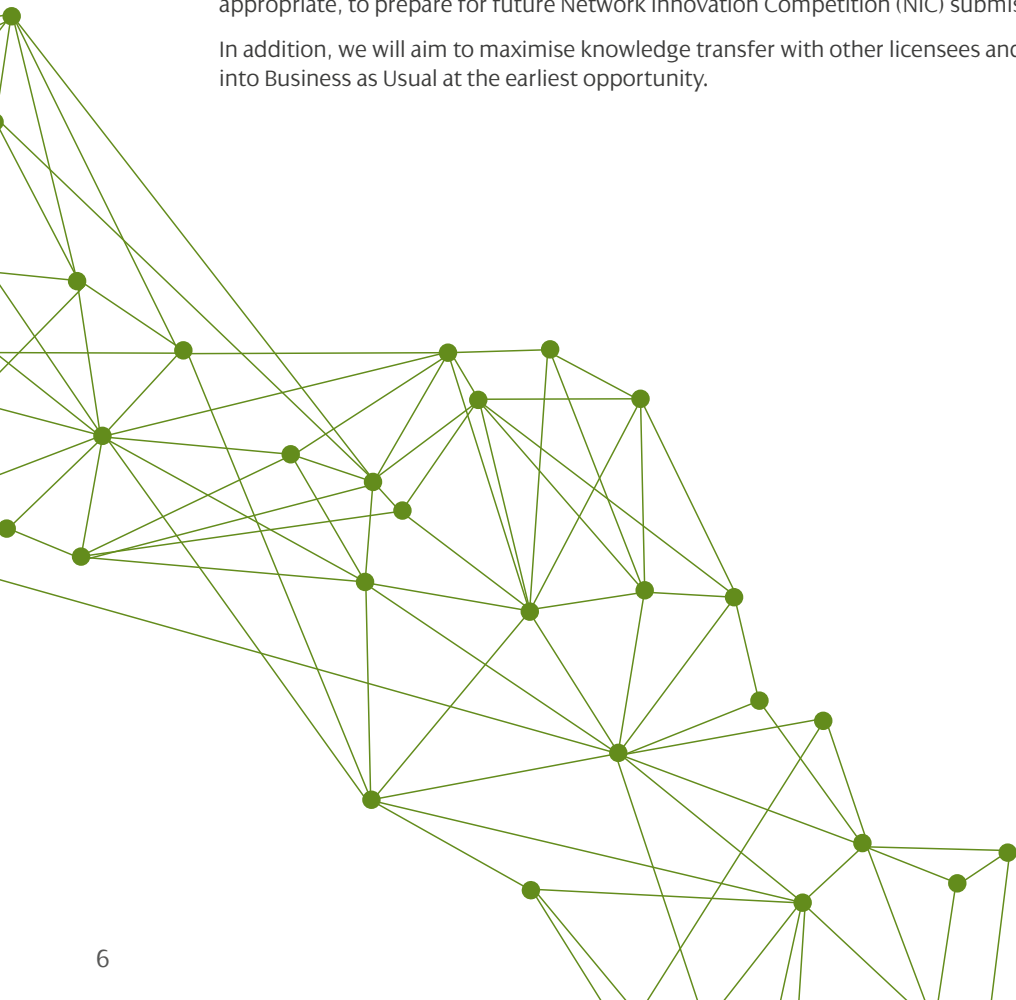 appropriate, to prepare for future Network Innovation Competition (NIC)
In addition, we will aim to maximise knowledge transfer with other licensees and
into Business as Usual at the earliest opportunity.
6